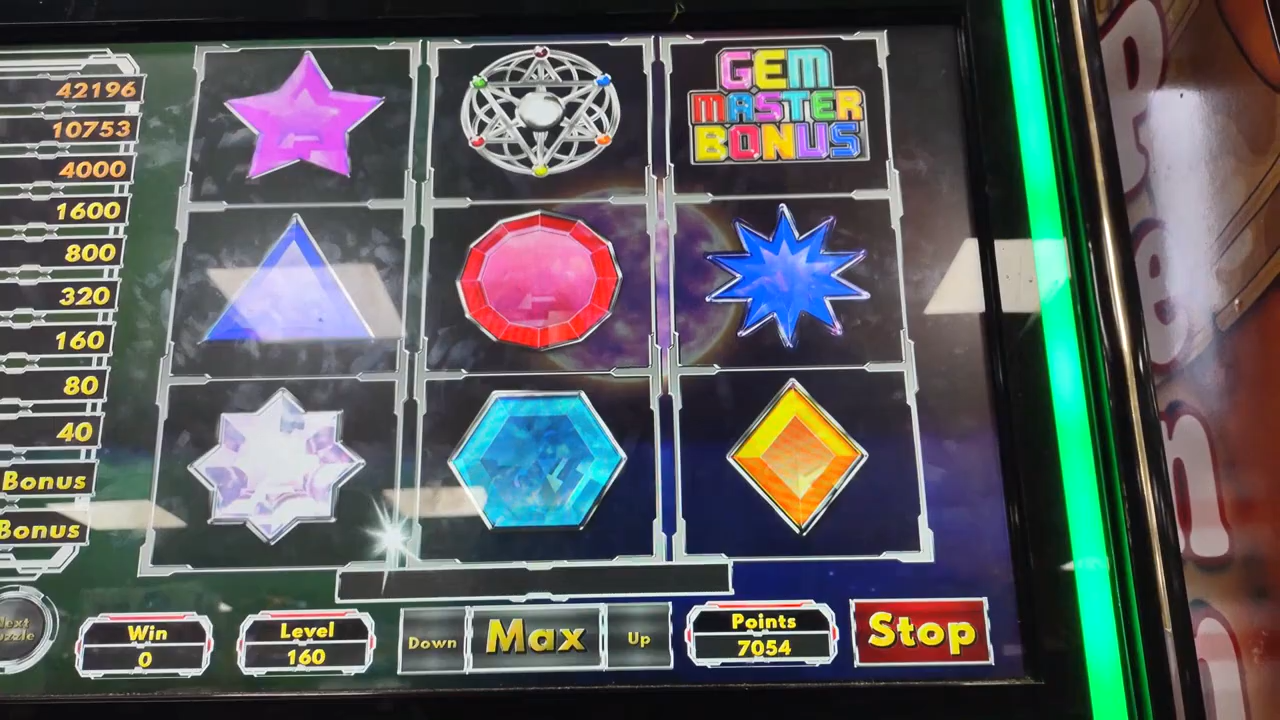 42196
10753
4000
1600
800
320
160
80
40
Bonus
Bonus
GEM
MASTER
BONUS
Win
0
Level
160
Down
Max
Up
Points
7054
Stop